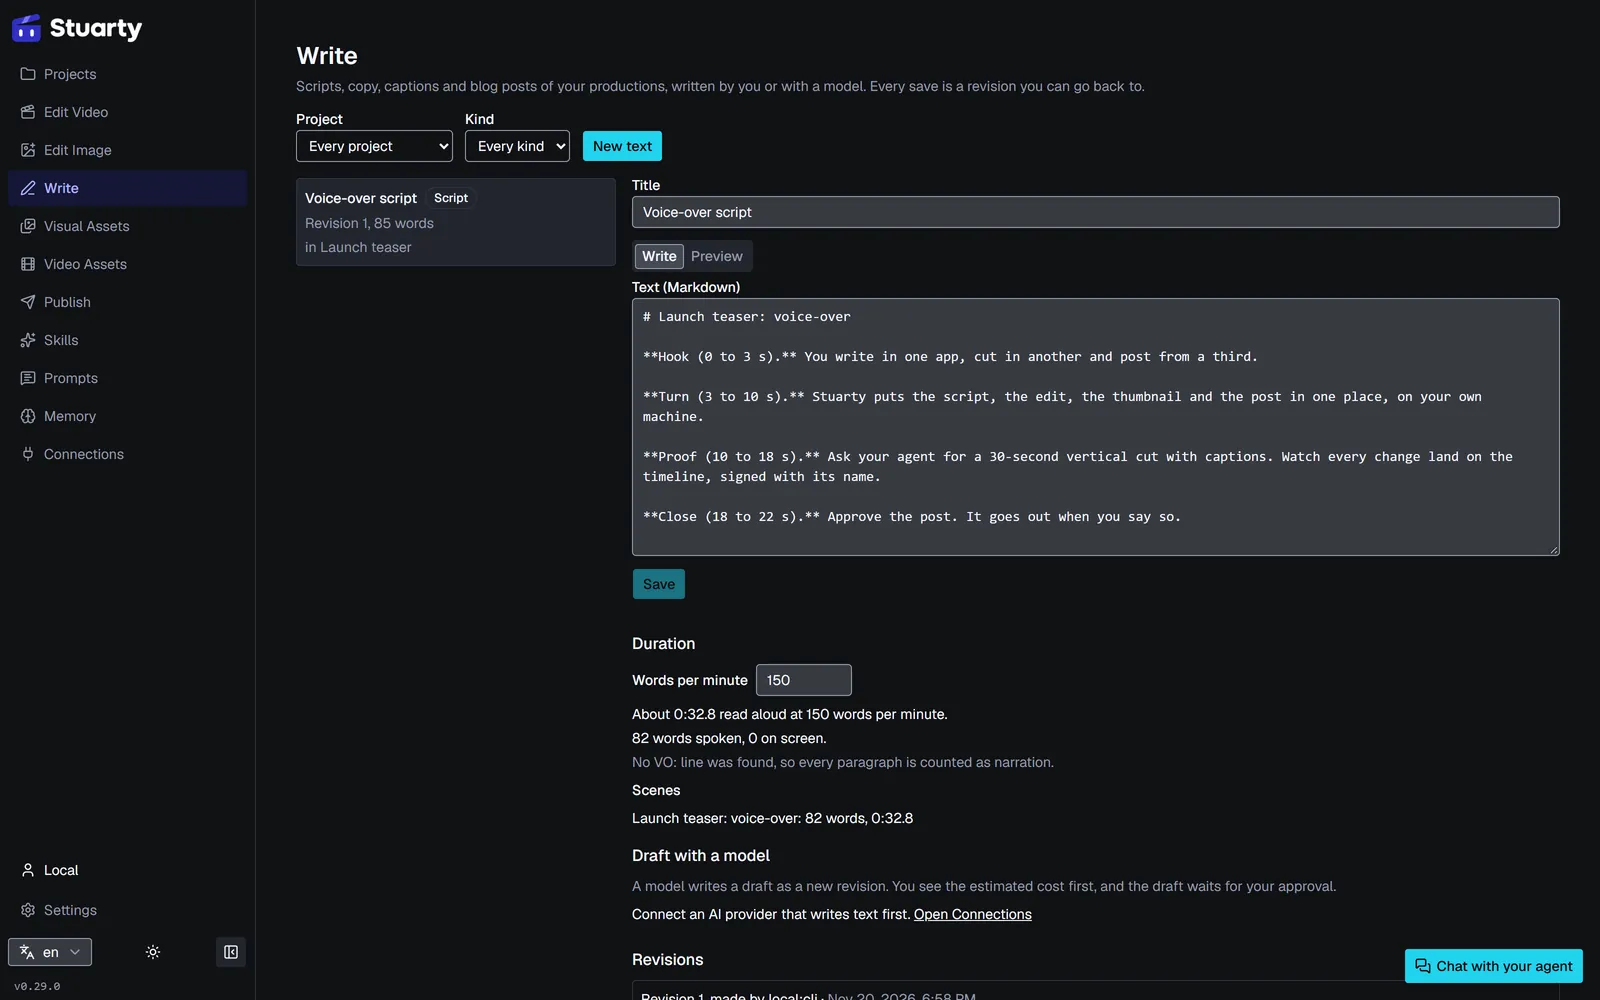 Stuarty
Projects
Edit Video
Edit Image
Write
Visual Assets
Video Assets
Publish
Skills
Prompts
Memory
Connections
Local
Settings
en
v0.29.0
Write
Scripts, copy, captions and blog posts of your productions, written by you or with a model. Every save is a revision you can go back to.
Project
Kind
Every project
Every kind
New text
Voice-over script
Script
Revision 1, 85 words
in Launch teaser
Title
Voice-over script
Write
Preview
Text (Markdown)
# Launch teaser: voice-over
**Hook (0 to 3 s).** You write in one app, cut in another and post from a third.
**Turn (3 to 10 s).** Stuarty puts the script, the edit, the thumbnail and the post in one place, on your own
machine.
**Proof (10 to 18 s).** Ask your agent for a 30-second vertical cut with captions. Watch every change land on the
timeline, signed with its name.
**Close (18 to 22 s).** Approve the post. It goes out when you say so.
Save
Duration
Words per minute
150
About 0:32.8 read aloud at 150 words per minute.
82 words spoken, 0 on screen.
No VO: line was found, so every paragraph is counted as narration.
Scenes
Launch teaser: voice-over: 82 words, 0:32.8
Draft with a model
A model writes a draft as a new revision. You see the estimated cost first, and the draft waits for your approval.
Connect an AI provider that writes text first. Open Connections
Revisions
Revision 1, made by local:cli · Nov 20, 2026, 6:58 PM
Chat with your agent